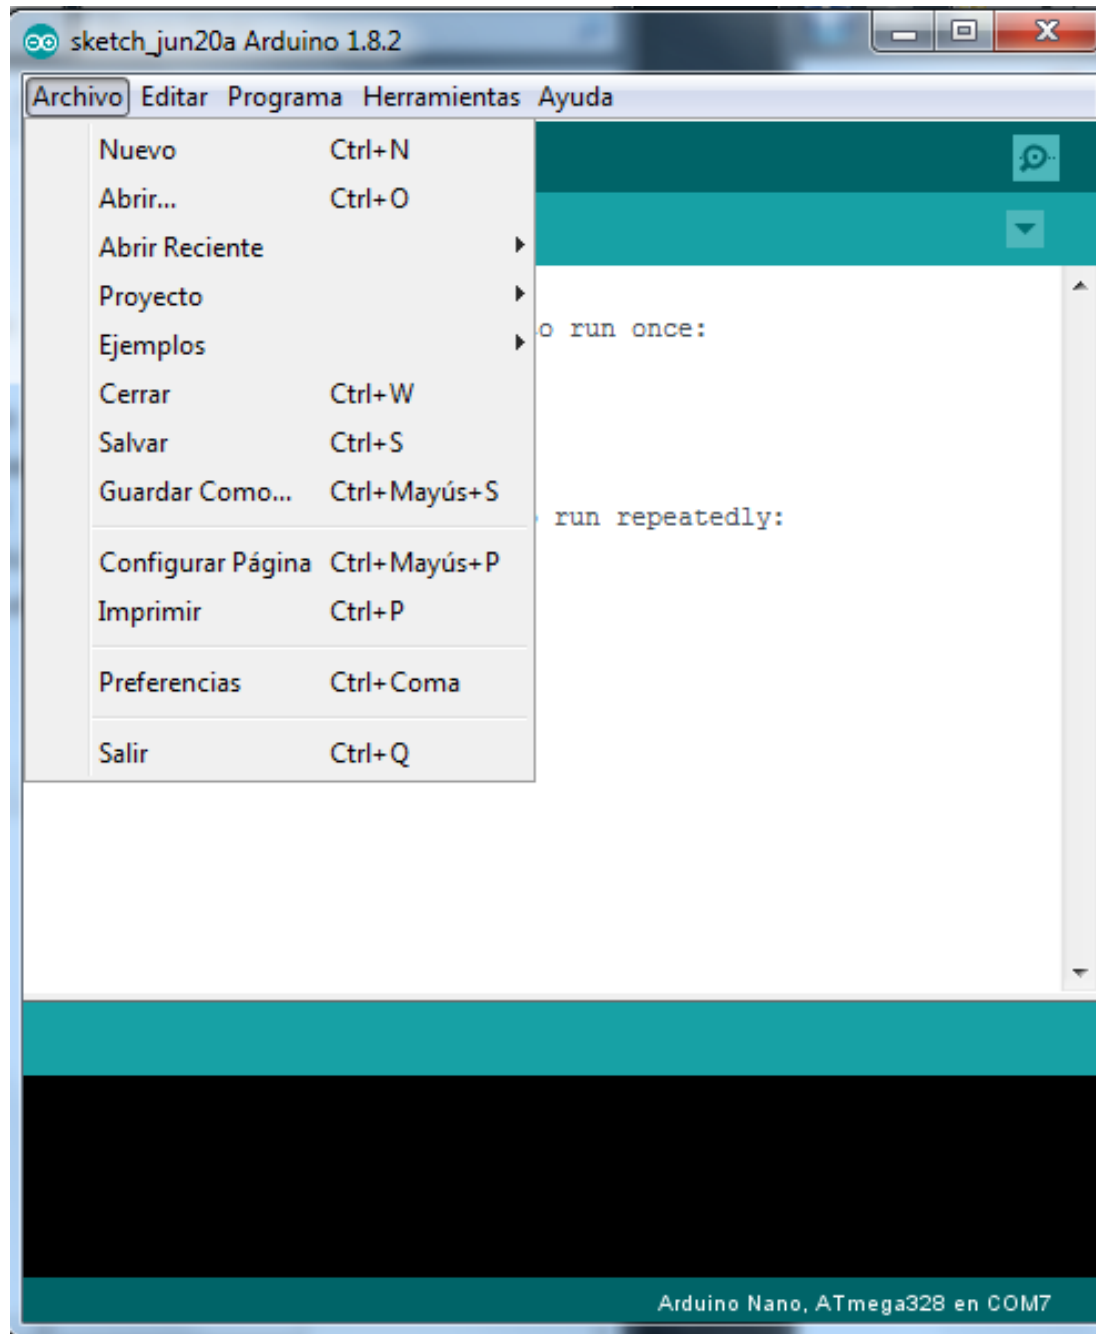 sketch_jun20a Arduino 1.8.2
Archivo Editar Programa Herramientas Ayuda
Nuevo Ctrl+N
Abrir... Ctrl+O
Abrir Reciente
Proyecto
Ejemplos
Cerrar Ctrl+W
Salvar Ctrl+S
Guardar Como... Ctrl+Mayús+S
Configurar Página Ctrl+Mayús+P
Imprimir Ctrl+P
Preferencias Ctrl+Coma
Salir Ctrl+Q
run once:
run repeatedly:
Arduino Nano, ATmega328 en COM7